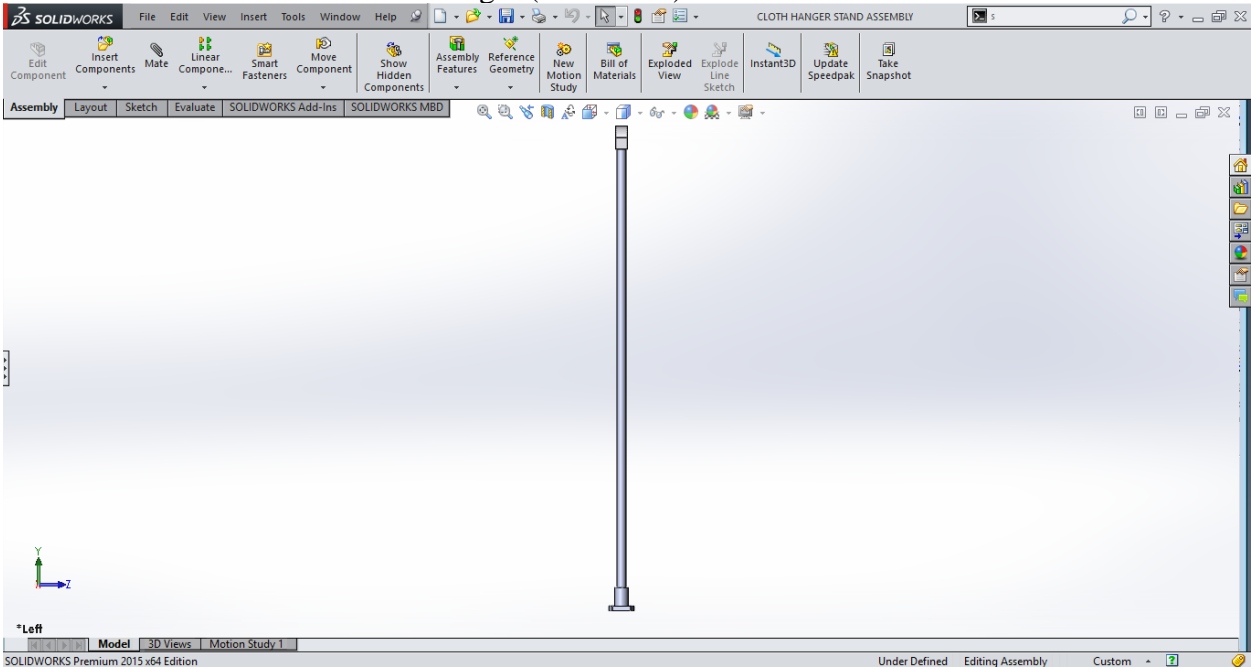 SOLIDWORKS File Edit View Insert Tools Window Help CLOTH HANGER STAND ASSEMBLY s
Edit Component
Insert Components
Mate
Linear Compone...
Smart Fasteners
Move Component
Show Hidden Components
Assembly Features
Reference Geometry
New Motion Study
Bill of Materials
Exploded View
Explode Line Sketch
Instant3D
Update Speedpak
Take Snapshot
Assembly Layout Sketch Evaluate SOLIDWORKS Add-Ins SOLIDWORKS MBD
Y
Z
*Left
Model 3D Views Motion Study 1
SOLIDWORKS Premium 2015 x64 Edition Under Defined Editing Assembly Custom